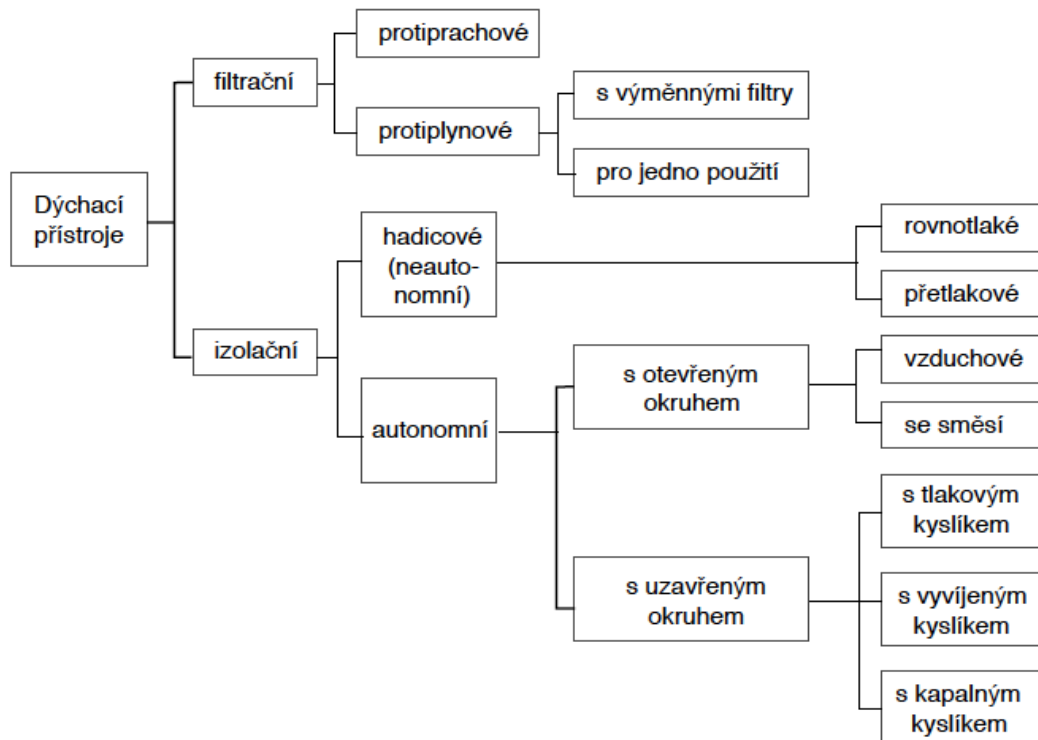 Dýchací
přístroje
filtrační
protiprachové
protiplynové
s výměnnými filtry
pro jedno použití
izolační
hadicové
(neauto-
nomní)
rovnotlaké
přetlakové
autonomní
s otevřeným
okruhem
vzduchové
se směsí
s uzavřeným
okruhem
s tlakovým
kyslíkem
s vyvíjeným
kyslíkem
s kapalným
kyslíkem